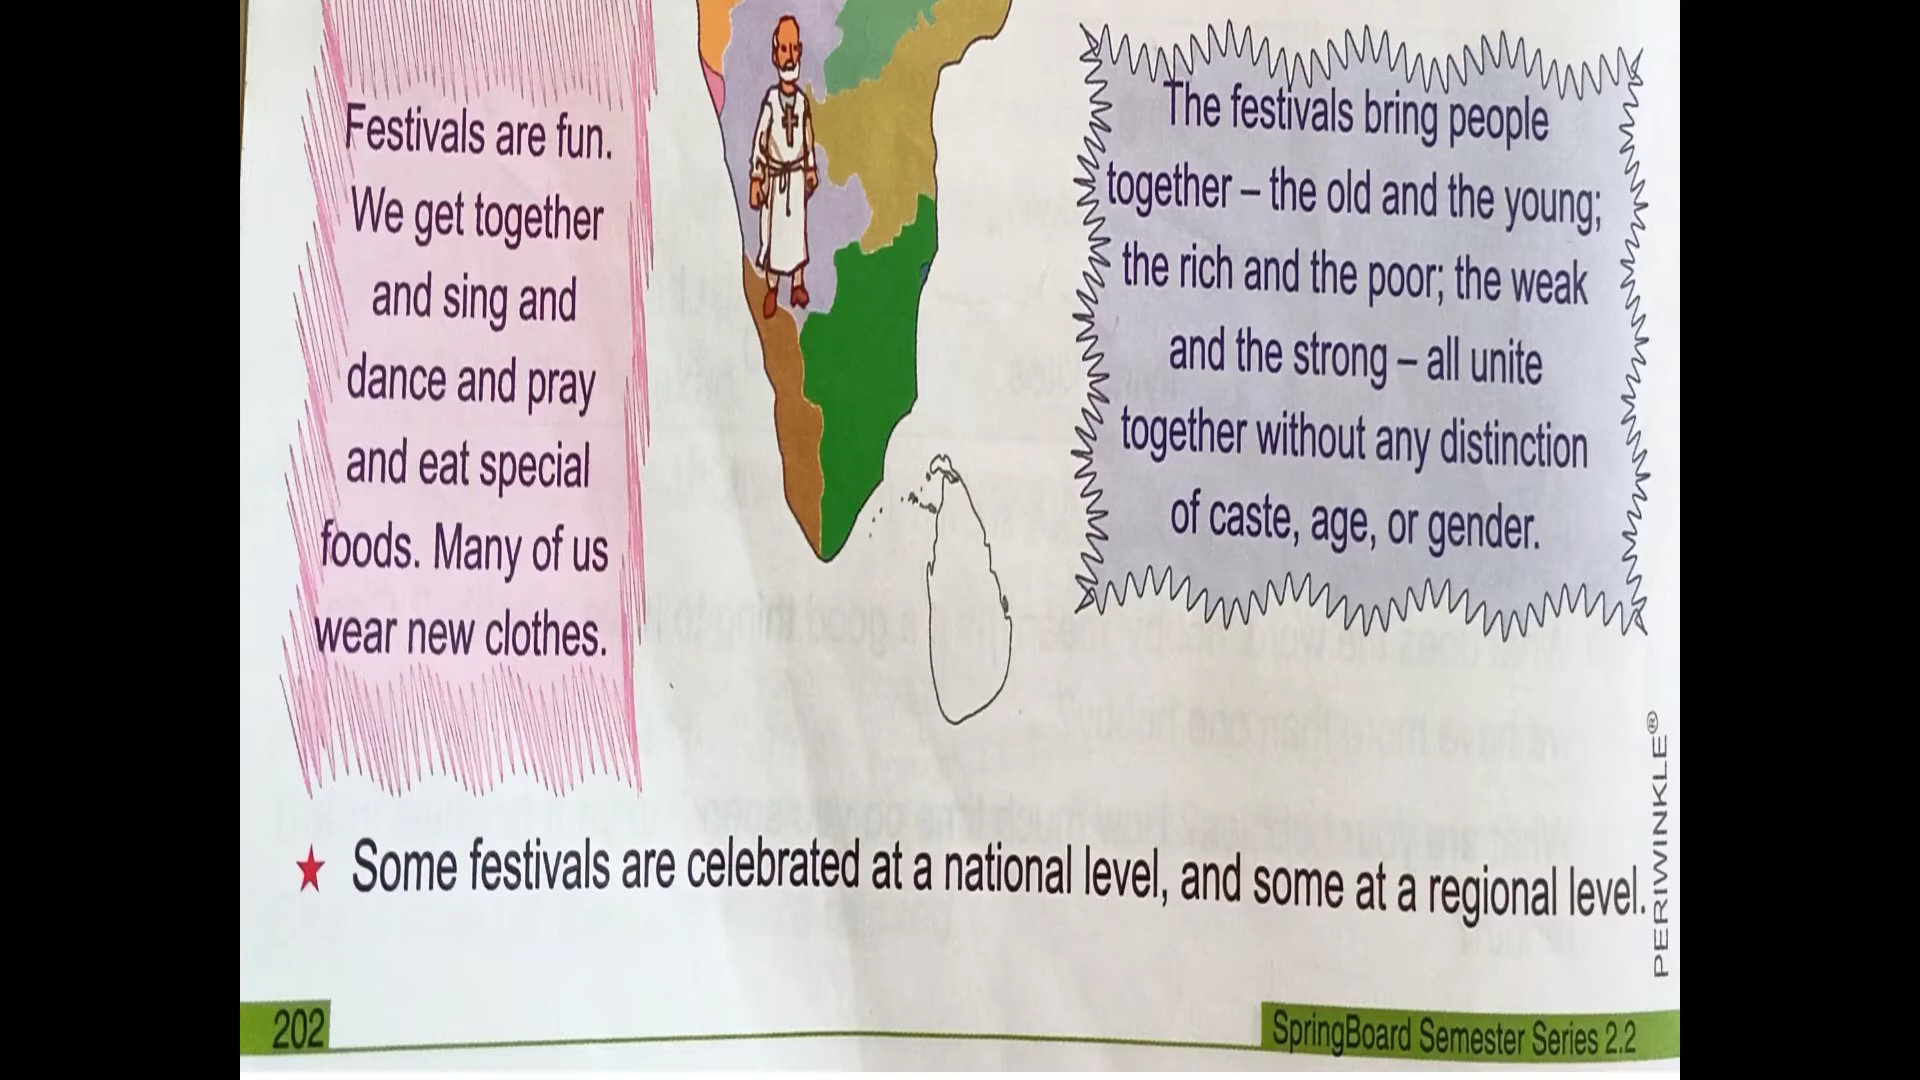 Festivals are fun.
We get together
and sing and
dance and pray
and eat special
foods. Many of us
wear new clothes.
The festivals bring people
together – the old and the young;
the rich and the poor; the weak
and the strong – all unite
together without any distinction
of caste, age, or gender.
★ Some festivals are celebrated at a national level, and some at a regional level.
PERIWINKLE®
202
SpringBoard Semester Series 2.2